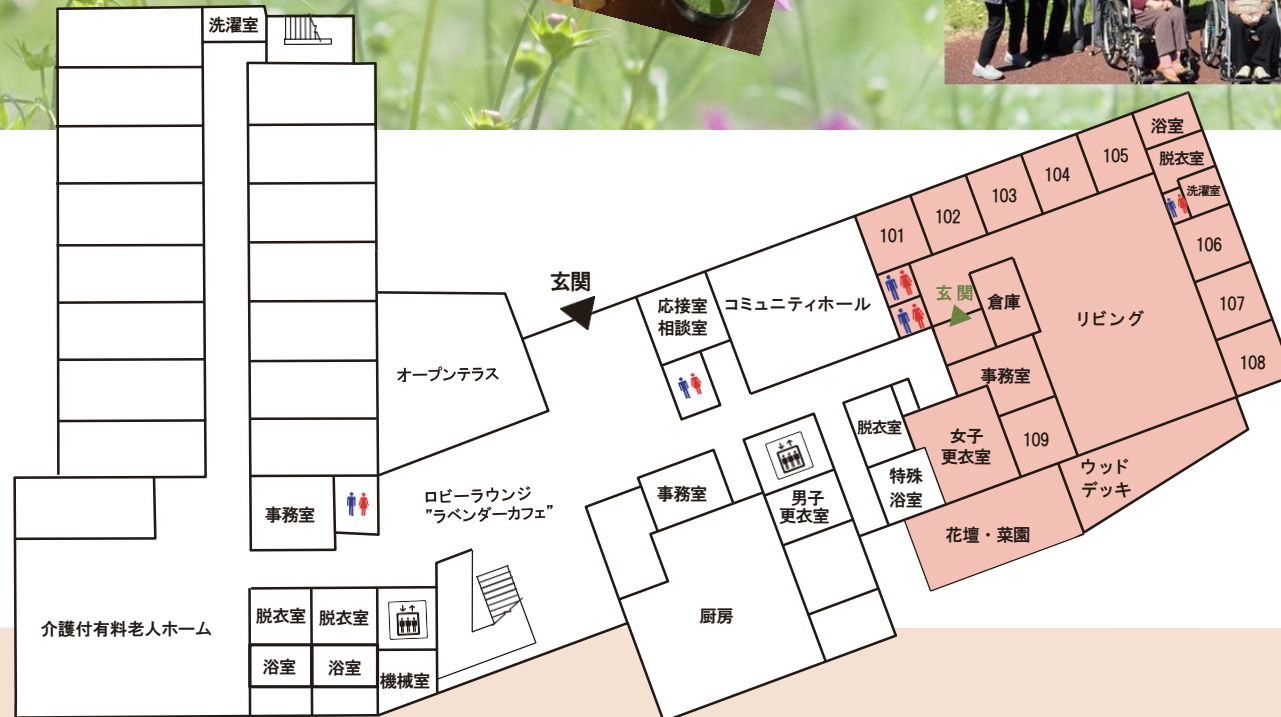 洗濯室
浴室
脱衣室
洗濯室
105
104
103
102
101
106
107
108
玄関
応接室
相談室
コミュニティホール
玄関
倉庫
リビング
事務室
オープンテラス
脱衣室
女子
更衣室
109
ウッド
デッキ
特殊
浴室
花壇・菜園
事務室
ロビーラウンジ
”ラベンダーカフェ”
事務室
男子
更衣室
厨房
介護付有料老人ホーム
脱衣室
脱衣室
浴室
浴室
機械室